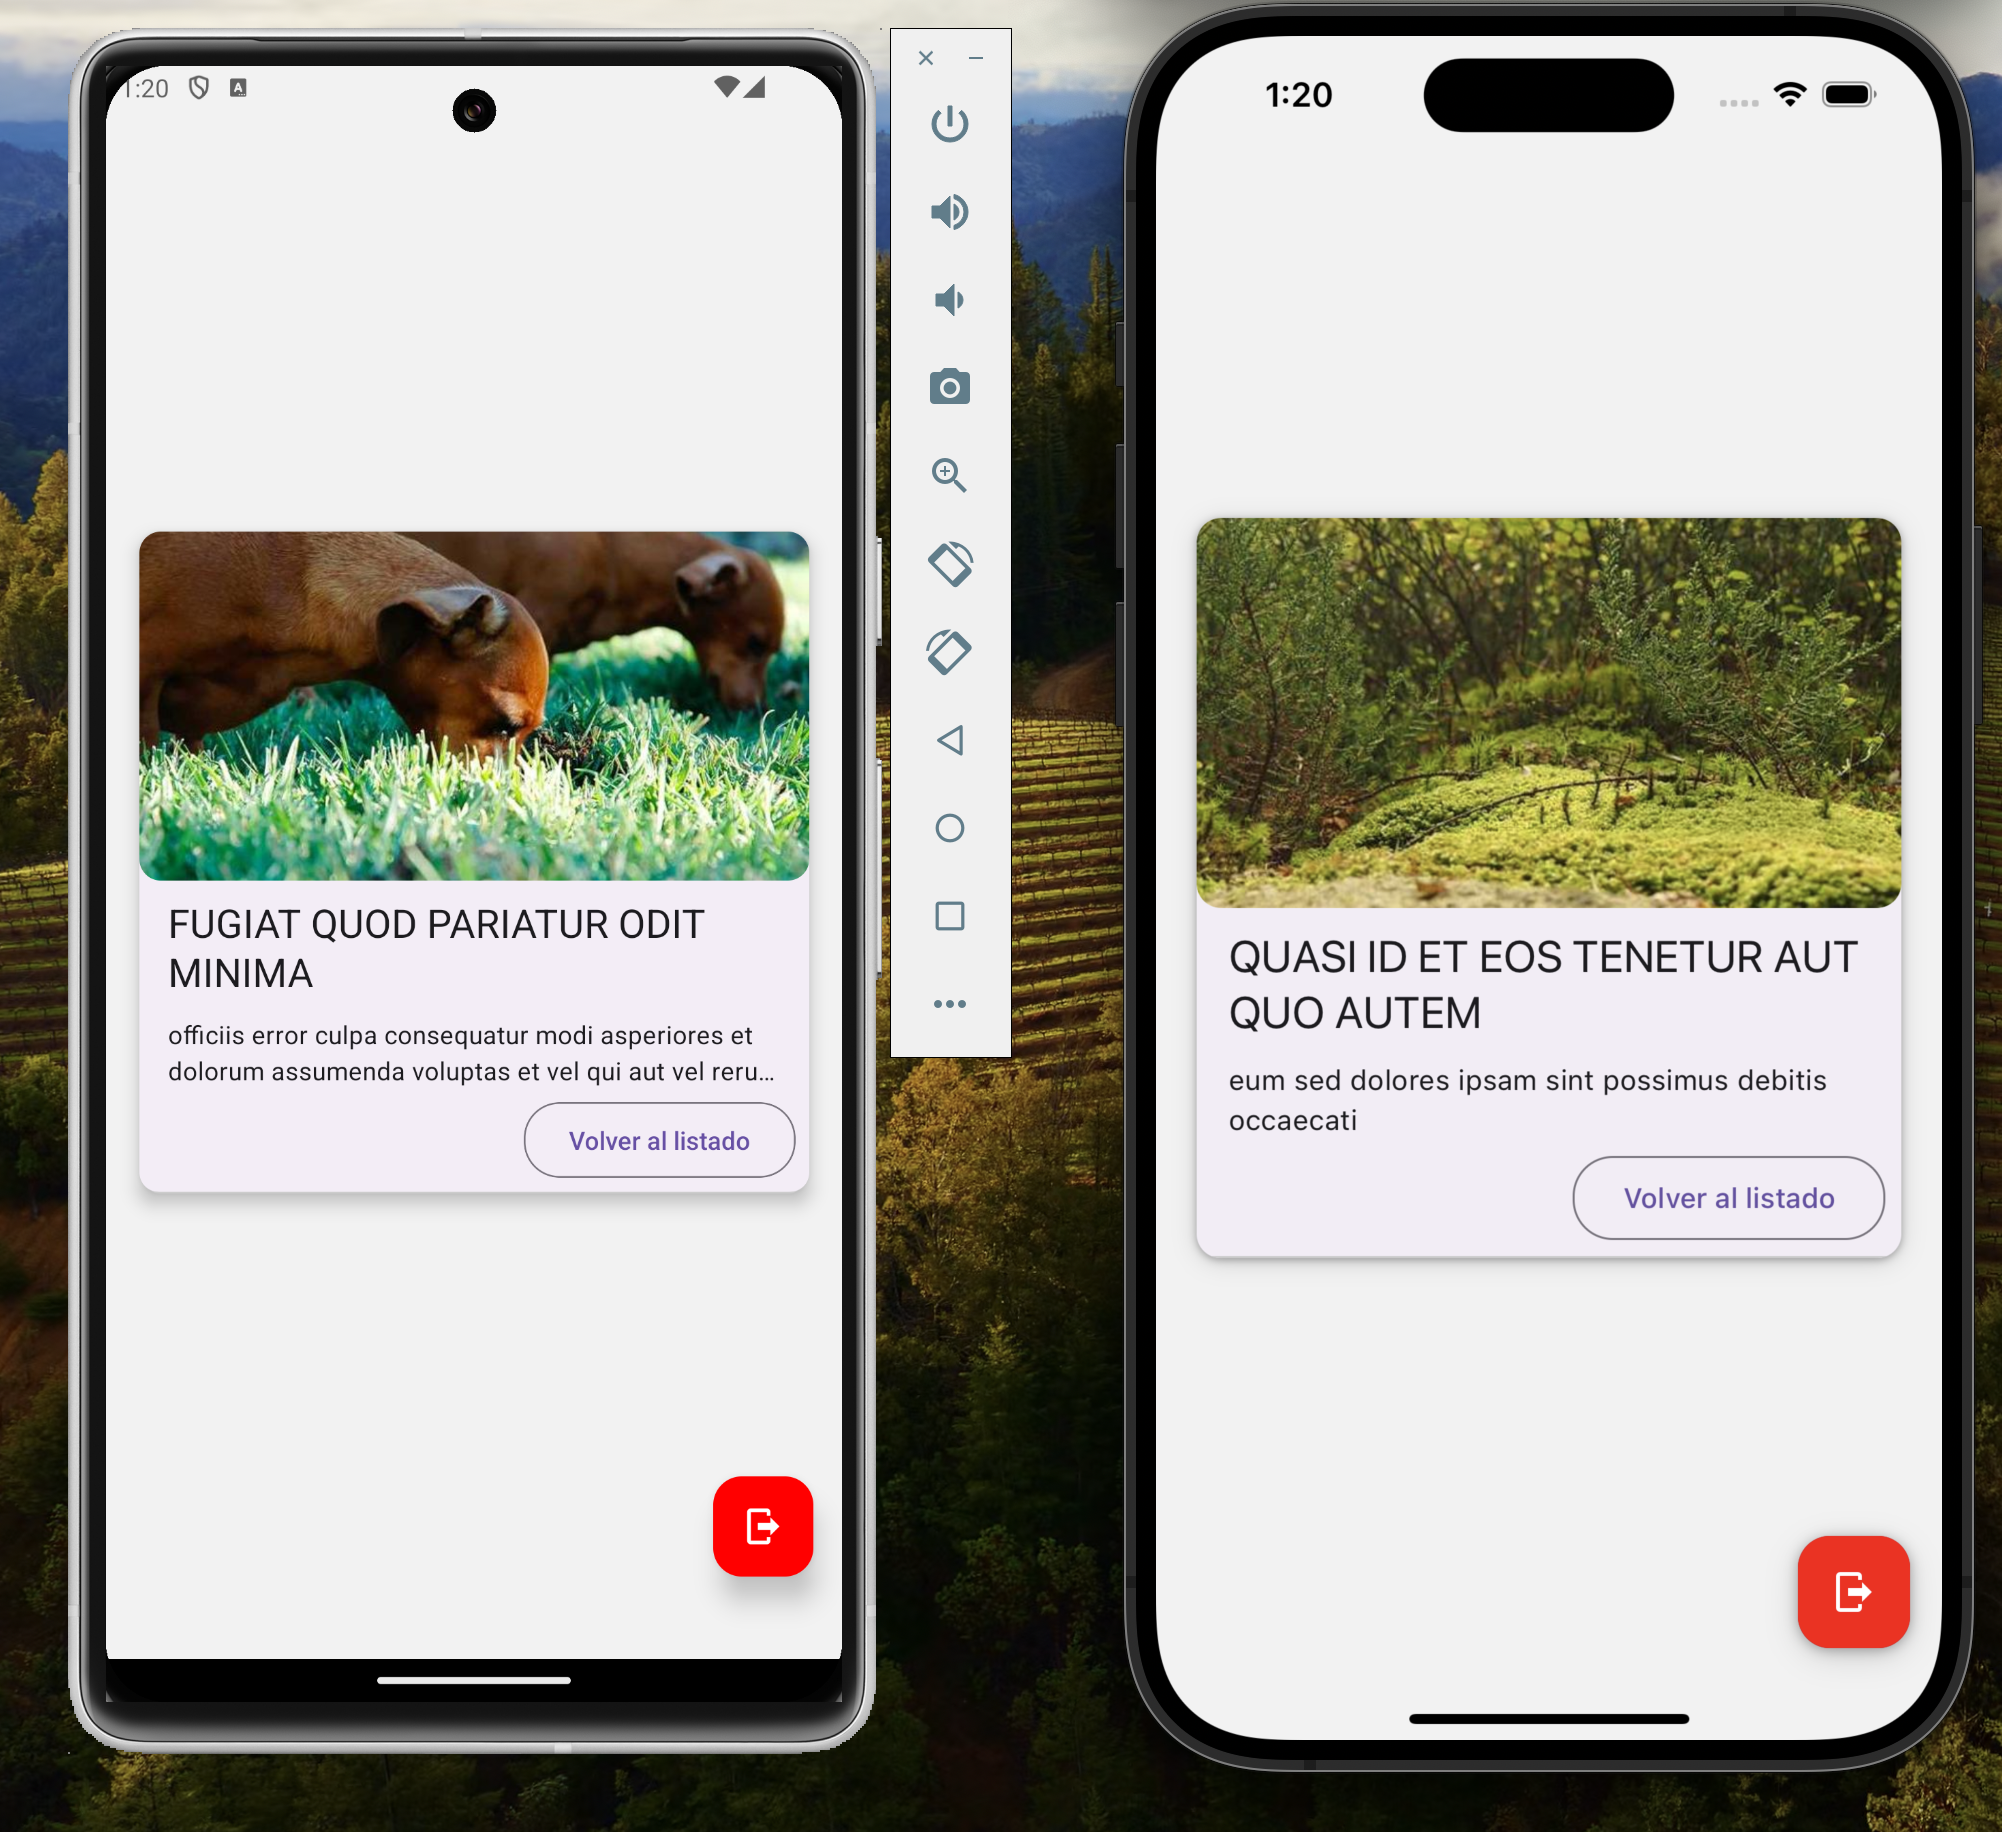 1:20
A
FUGIAT QUOD PARIATUR ODIT
MINIMA
officiis error culpa consequatur modi asperiores et
dolorum assumenda voluptas et vel qui aut vel reru…
Volver al listado
1:20
QUASI ID ET EOS TENETUR AUT
QUO AUTEM
eum sed dolores ipsam sint possimus debitis
occaecati
Volver al listado